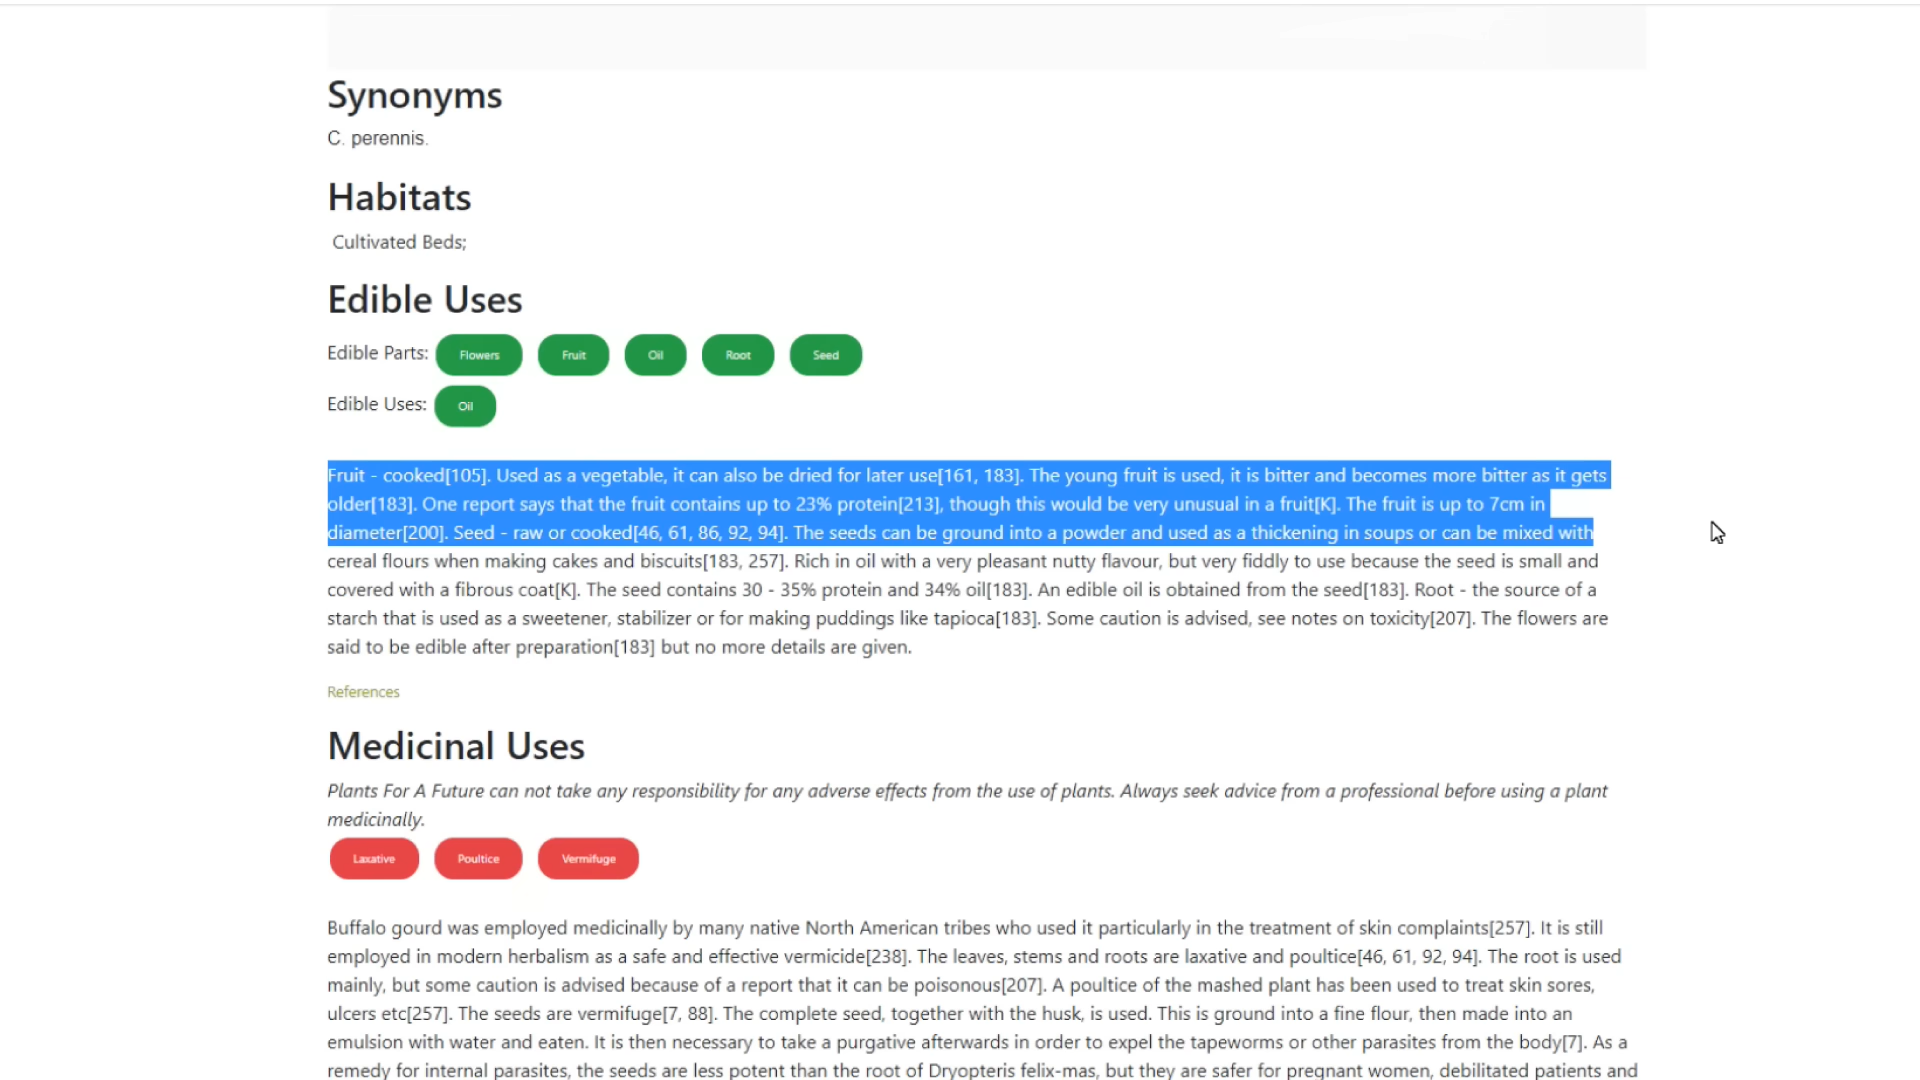 Synonyms
C. perennis.
Habitats
Cultivated Beds;
Edible Uses
Edible Parts: Flowers Fruit Oil Root Seed
Edible Uses: Oil
Fruit - cooked[105]. Used as a vegetable, it can also be dried for later use[161, 183]. The young fruit is used, it is bitter and becomes more bitter as it gets
older[183]. One report says that the fruit contains up to 23% protein[213], though this would be very unusual in a fruit[K]. The fruit is up to 7cm in
diameter[200]. Seed - raw or cooked[46, 61, 86, 92, 94]. The seeds can be ground into a powder and used as a thickening in soups or can be mixed with
cereal flours when making cakes and biscuits[183, 257]. Rich in oil with a very pleasant nutty flavour, but very fiddly to use because the seed is small and
covered with a fibrous coat[K]. The seed contains 30 - 35% protein and 34% oil[183]. An edible oil is obtained from the seed[183]. Root - the source of a
starch that is used as a sweetener, stabilizer or for making puddings like tapioca[183]. Some caution is advised, see notes on toxicity[207]. The flowers are
said to be edible after preparation[183] but no more details are given.
References
Medicinal Uses
Plants For A Future can not take any responsibility for any adverse effects from the use of plants. Always seek advice from a professional before using a plant
medicinally.
Laxative Poultice Vermifuge
Buffalo gourd was employed medicinally by many native North American tribes who used it particularly in the treatment of skin complaints[257]. It is still
employed in modern herbalism as a safe and effective vermicide[238]. The leaves, stems and roots are laxative and poultice[46, 61, 92, 94]. The root is used
mainly, but some caution is advised because of a report that it can be poisonous[207]. A poultice of the mashed plant has been used to treat skin sores,
ulcers etc[257]. The seeds are vermifuge[7, 88]. The complete seed, together with the husk, is used. This is ground into a fine flour, then made into an
emulsion with water and eaten. It is then necessary to take a purgative afterwards in order to expel the tapeworms or other parasites from the body[7]. As a
remedy for internal parasites, the seeds are less potent than the root of Dryopteris felix-mas, but they are safer for pregnant women, debilitated patients and